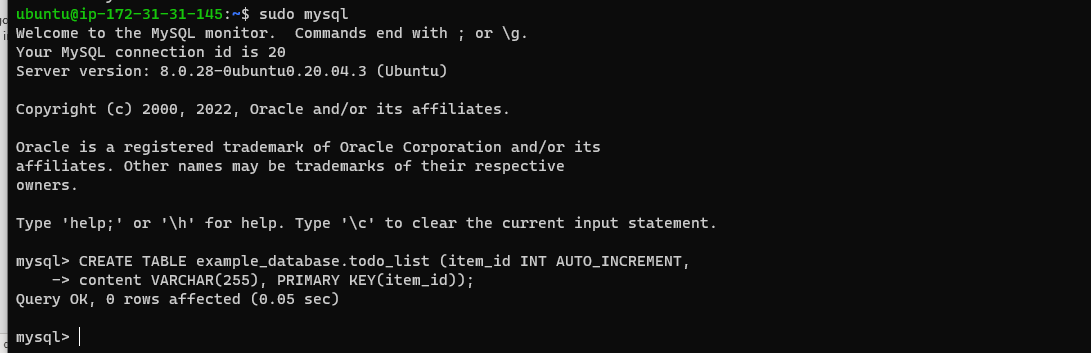 ubuntu@ip-172-31-31-145:~$ sudo mysql
Welcome to the MySQL monitor.  Commands end with ; or \g.
Your MySQL connection id is 20
Server version: 8.0.28-0ubuntu0.20.04.3 (Ubuntu)
Copyright (c) 2000, 2022, Oracle and/or its affiliates.
Oracle is a registered trademark of Oracle Corporation and/or its
affiliates. Other names may be trademarks of their respective
owners.
Type 'help;' or '\h' for help. Type '\c' to clear the current input statement.
mysql> CREATE TABLE example_database.todo_list (item_id INT AUTO_INCREMENT,
    -> content VARCHAR(255), PRIMARY KEY(item_id));
Query OK, 0 rows affected (0.05 sec)
mysql>